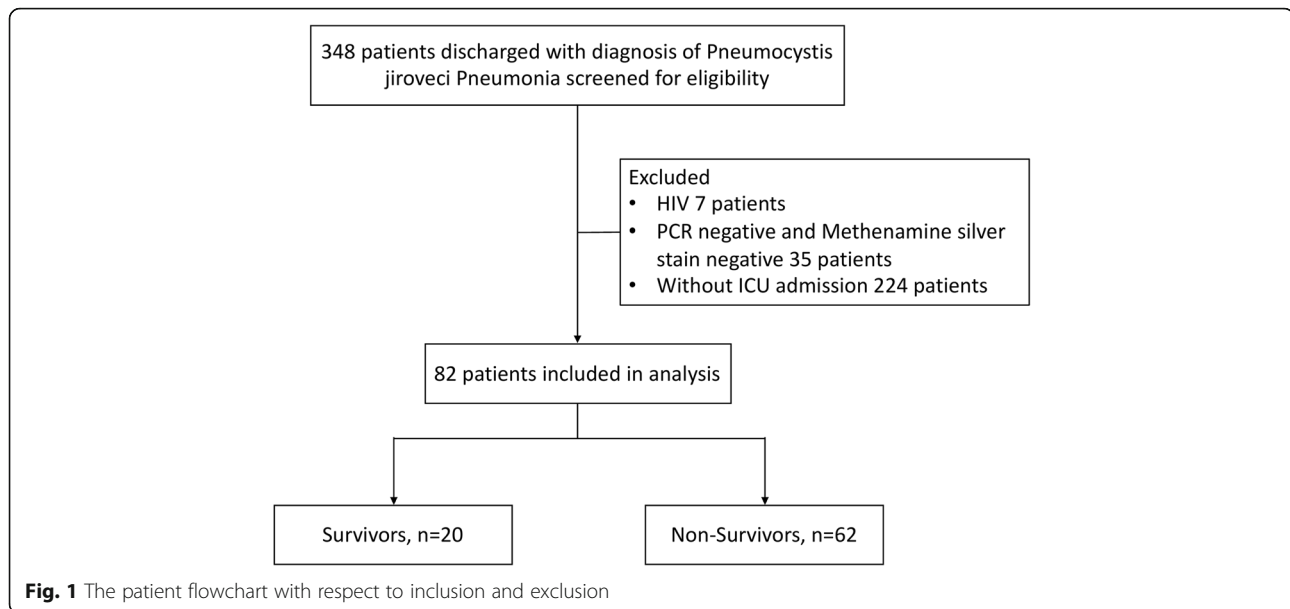 348 patients discharged with diagnosis of Pneumocystis
jiroveci Pneumonia screened for eligibility
Excluded
• HIV 7 patients
• PCR negative and Methenamine silver
stain negative 35 patients
• Without ICU admission 224 patients
82 patients included in analysis
Survivors, n=20
Non-Survivors, n=62
Fig. 1 The patient flowchart with respect to inclusion and exclusion